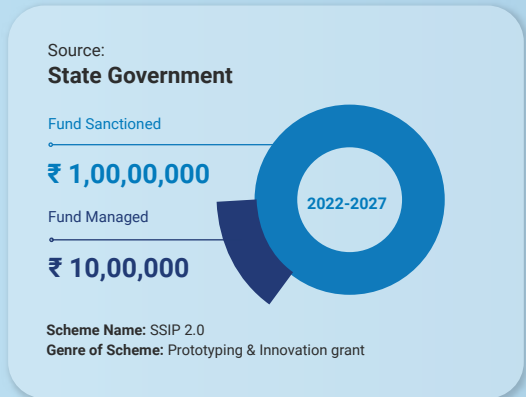 Source:
State Government
Fund Sanctioned
₹ 1,00,00,000
Fund Managed
₹ 10,00,000
2022-2027
Scheme Name: SSIP 2.0
Genre of Scheme: Prototyping & Innovation grant